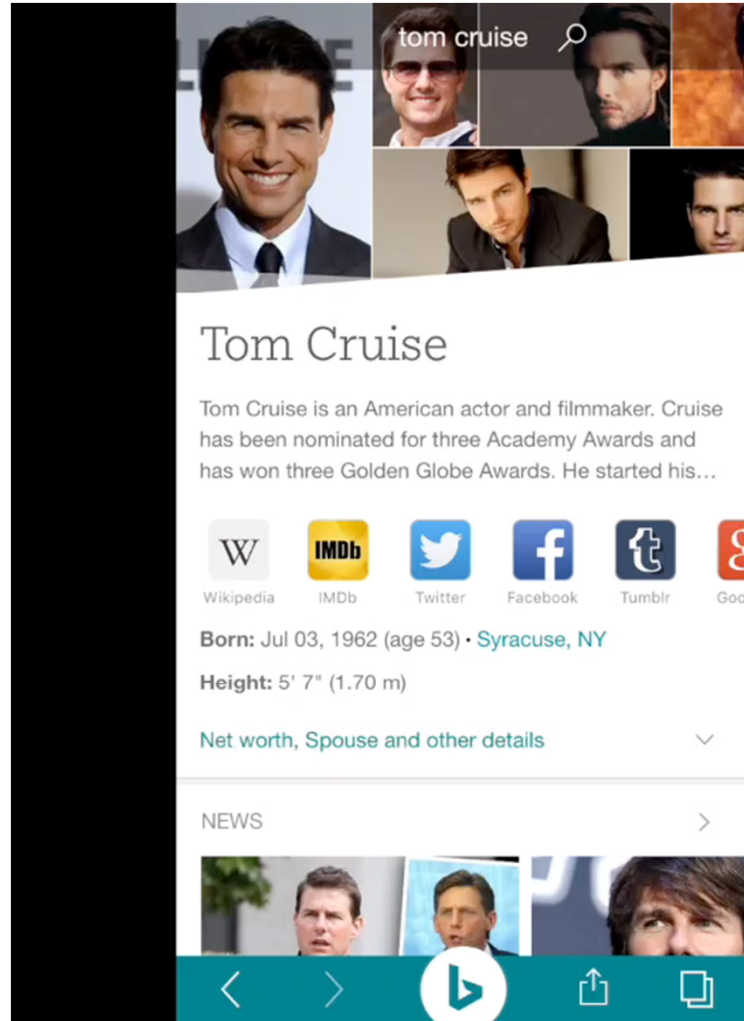 tom cruise
Tom Cruise
Tom Cruise is an American actor and filmmaker. Cruise
has been nominated for three Academy Awards and
has won three Golden Globe Awards. He started his...
W
IMDb
f
t
g
Wikipedia
IMDb
Twitter
Facebook
Tumblr
Goo
Born: Jul 03, 1962 (age 53) • Syracuse, NY
Height: 5' 7" (1.70 m)
Net worth, Spouse and other details
NEWS
b